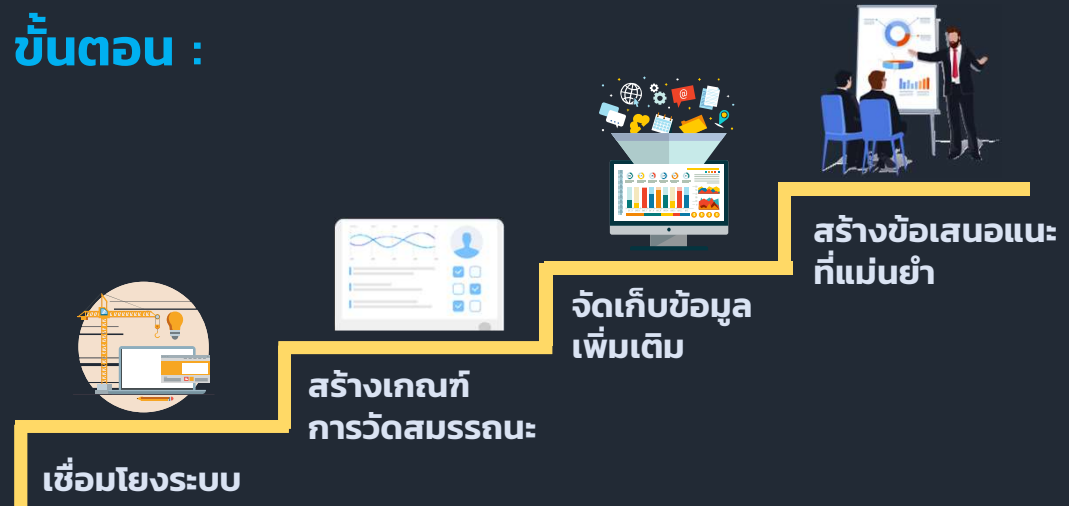 ขั้นตอน :
เชื่อมโยงระบบ
สร้างเกณฑ์
การวัดสมรรถนะ
จัดเก็บข้อมูล
เพิ่มเติม
สร้างข้อเสนอแนะ
ที่แม่นยำ